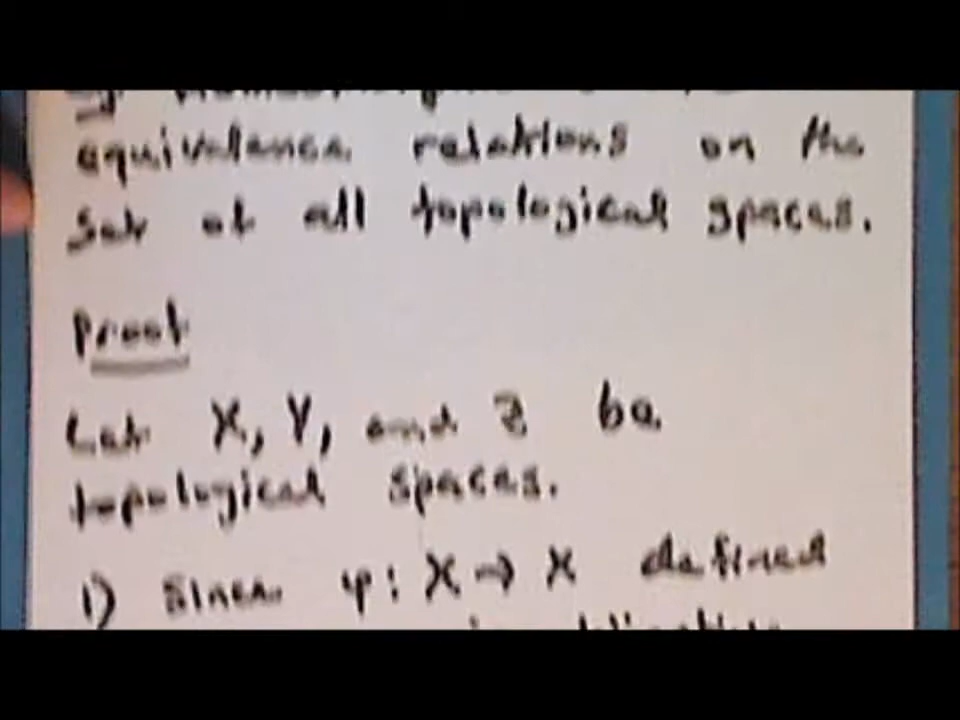 equivalence relations on the
set of all topological spaces.
Proof
Let X, Y, and Z be
topological spaces.
1) Since φ: X → X defined